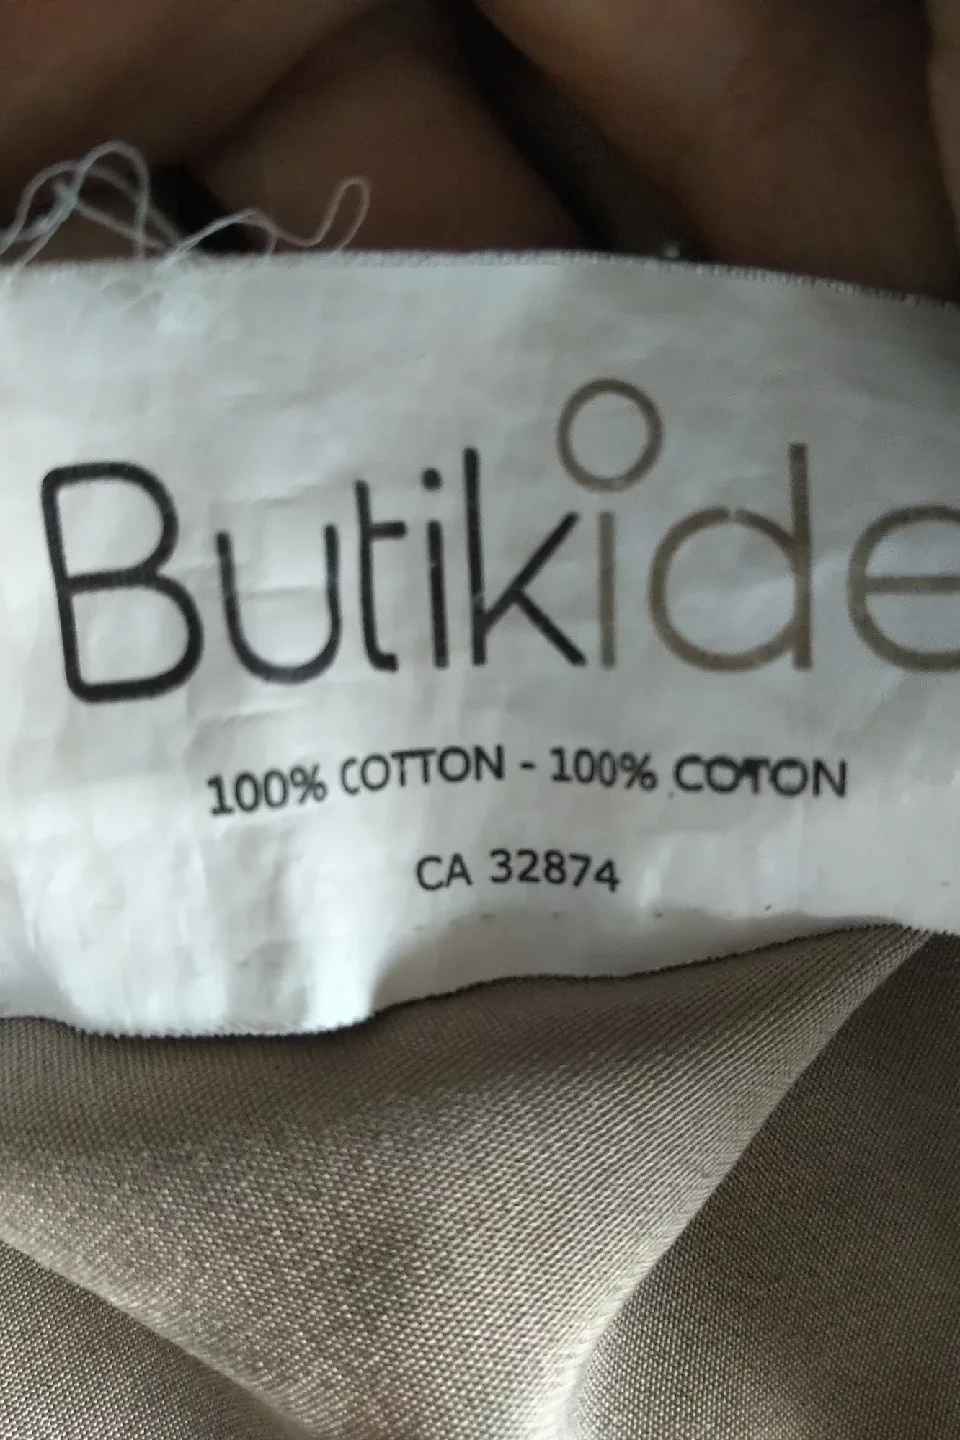 Butikide
100% COTTON - 100% COTON
CA 32874